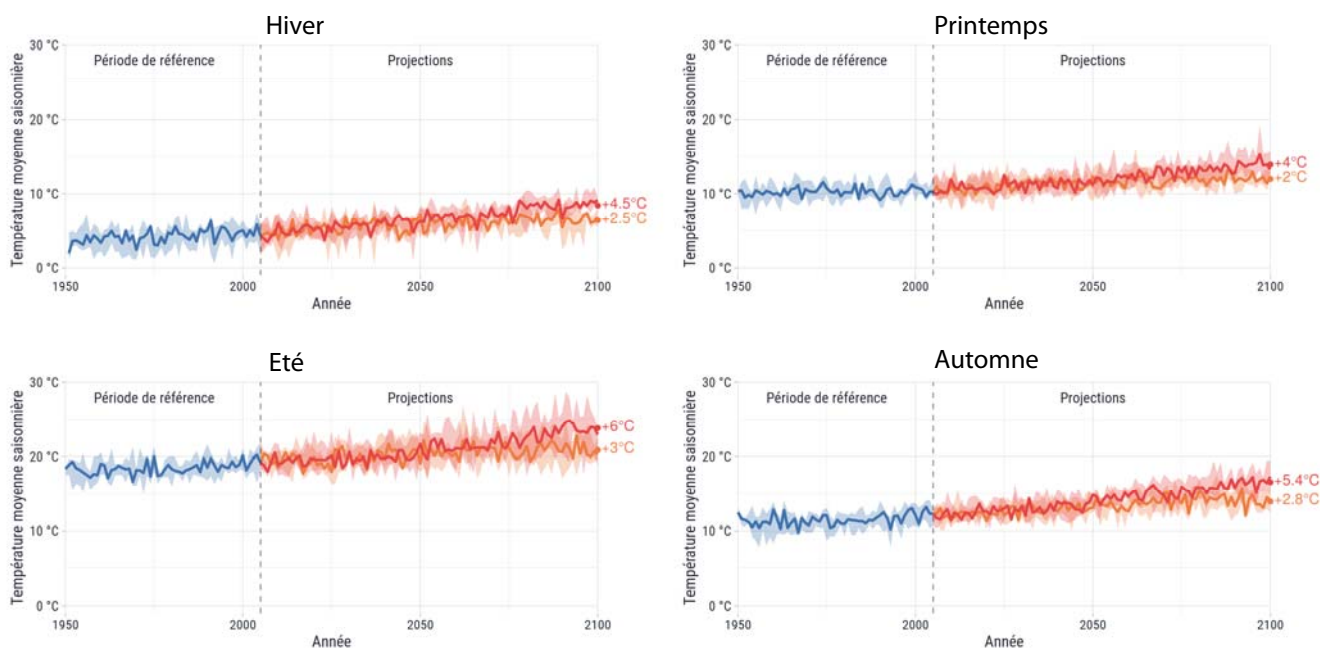 Hiver
Température moyenne saisonnière
30 °C
20 °C
10 °C
0 °C
Période de référence
Projections
+4.5°C
+2.5°C
1950
2000
2050
2100
Année
Printemps
Température moyenne saisonnière
30 °C
20 °C
10 °C
0 °C
Période de référence
Projections
+4°C
+2°C
1950
2000
2050
2100
Année
Eté
Température moyenne saisonnière
30 °C
20 °C
10 °C
0 °C
Période de référence
Projections
+6°C
+3°C
1950
2000
2050
2100
Année
Automne
Température moyenne saisonnière
30 °C
20 °C
10 °C
0 °C
Période de référence
Projections
+5.4°C
+2.8°C
1950
2000
2050
2100
Année